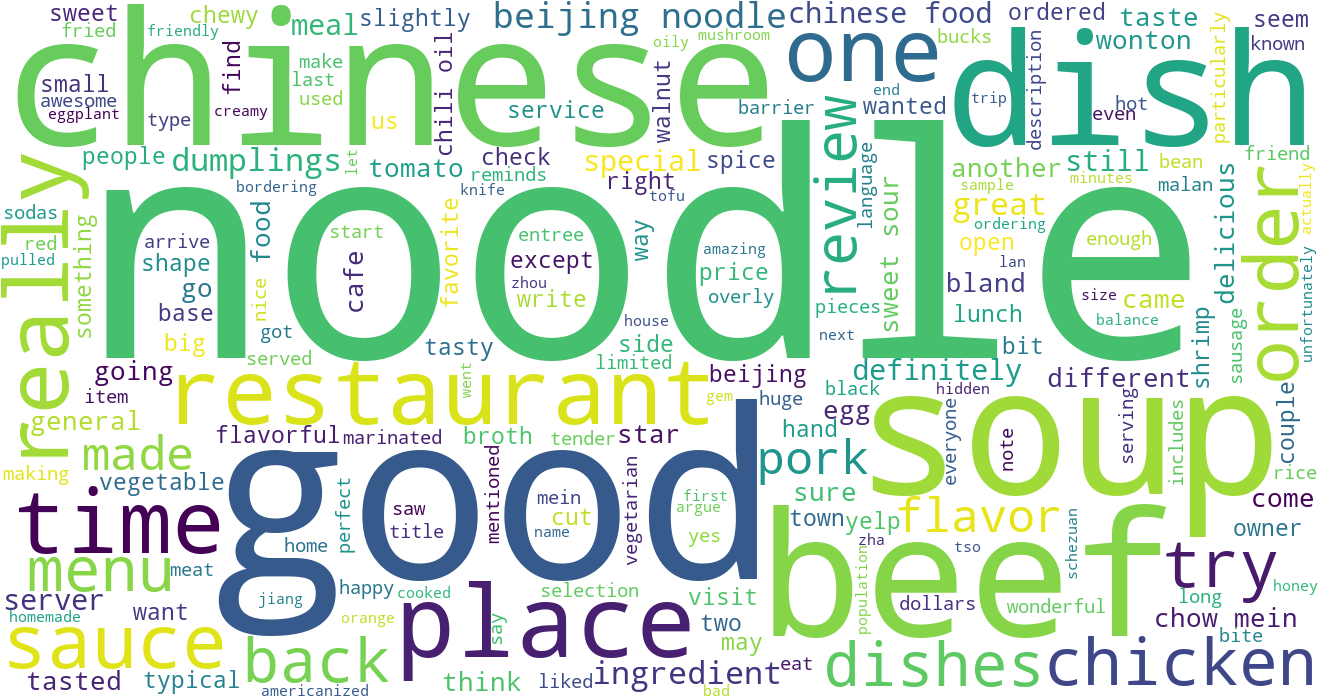 sweet
chewy
slightly
beijing noodle
chinese food
ordered
taste
seem
fried
friendly
meal
oily
mushroom
bucks
wonton
known
chinese
one
dish
find
make
last
used
chili oil
walnut
small
awesome
eggplant
type
creamy
us
service
barrier
wanted
end
trip
description
even
hot
particularly
people
dumplings
let
tomato
check
reminds
special
spice
right
review
language
another
still
bean
friend
bordering
knife
tofu
sample
minutes
malan
really
noodle
order
sodas
red
pulled
something
arrive
shape
go
base
big
food
nice
got
served
start
cafe
favorite
entree
except
zhou
write
way
amazing
price
overly
house
side
limited
pieces
next
sweet sour
great
ordering
open
lan
enough
bland
size
came
balance
lunch
bit
delicious
shrimp
sausage
actually
unfortunately
tasty
going
item
general
restaurant
went
beijing
gem
huge
black
definitely
hidden
different
egg
couple
making
made
vegetable
flavorful
marinated
broth
tender
star
hand
pork
soup
everyone
note
serving
includes
rice
time
good
saw
title
perfect
home
mentioned
mein
cut
name
vegetarian
first
argue
yes
sure
town
yelp
flavor
come
owner
menu
meat
jiang
happy
cooked
selection
visit
zha
tso
schezuan
population
beef
try
server
homemade
want
place
orange
say
two
may
dollars
wonderful
long
honey
chow mein
bite
sauce
back
tasted
typical
americanized
think
liked
ingredient
eat
bad
dishes
chicken